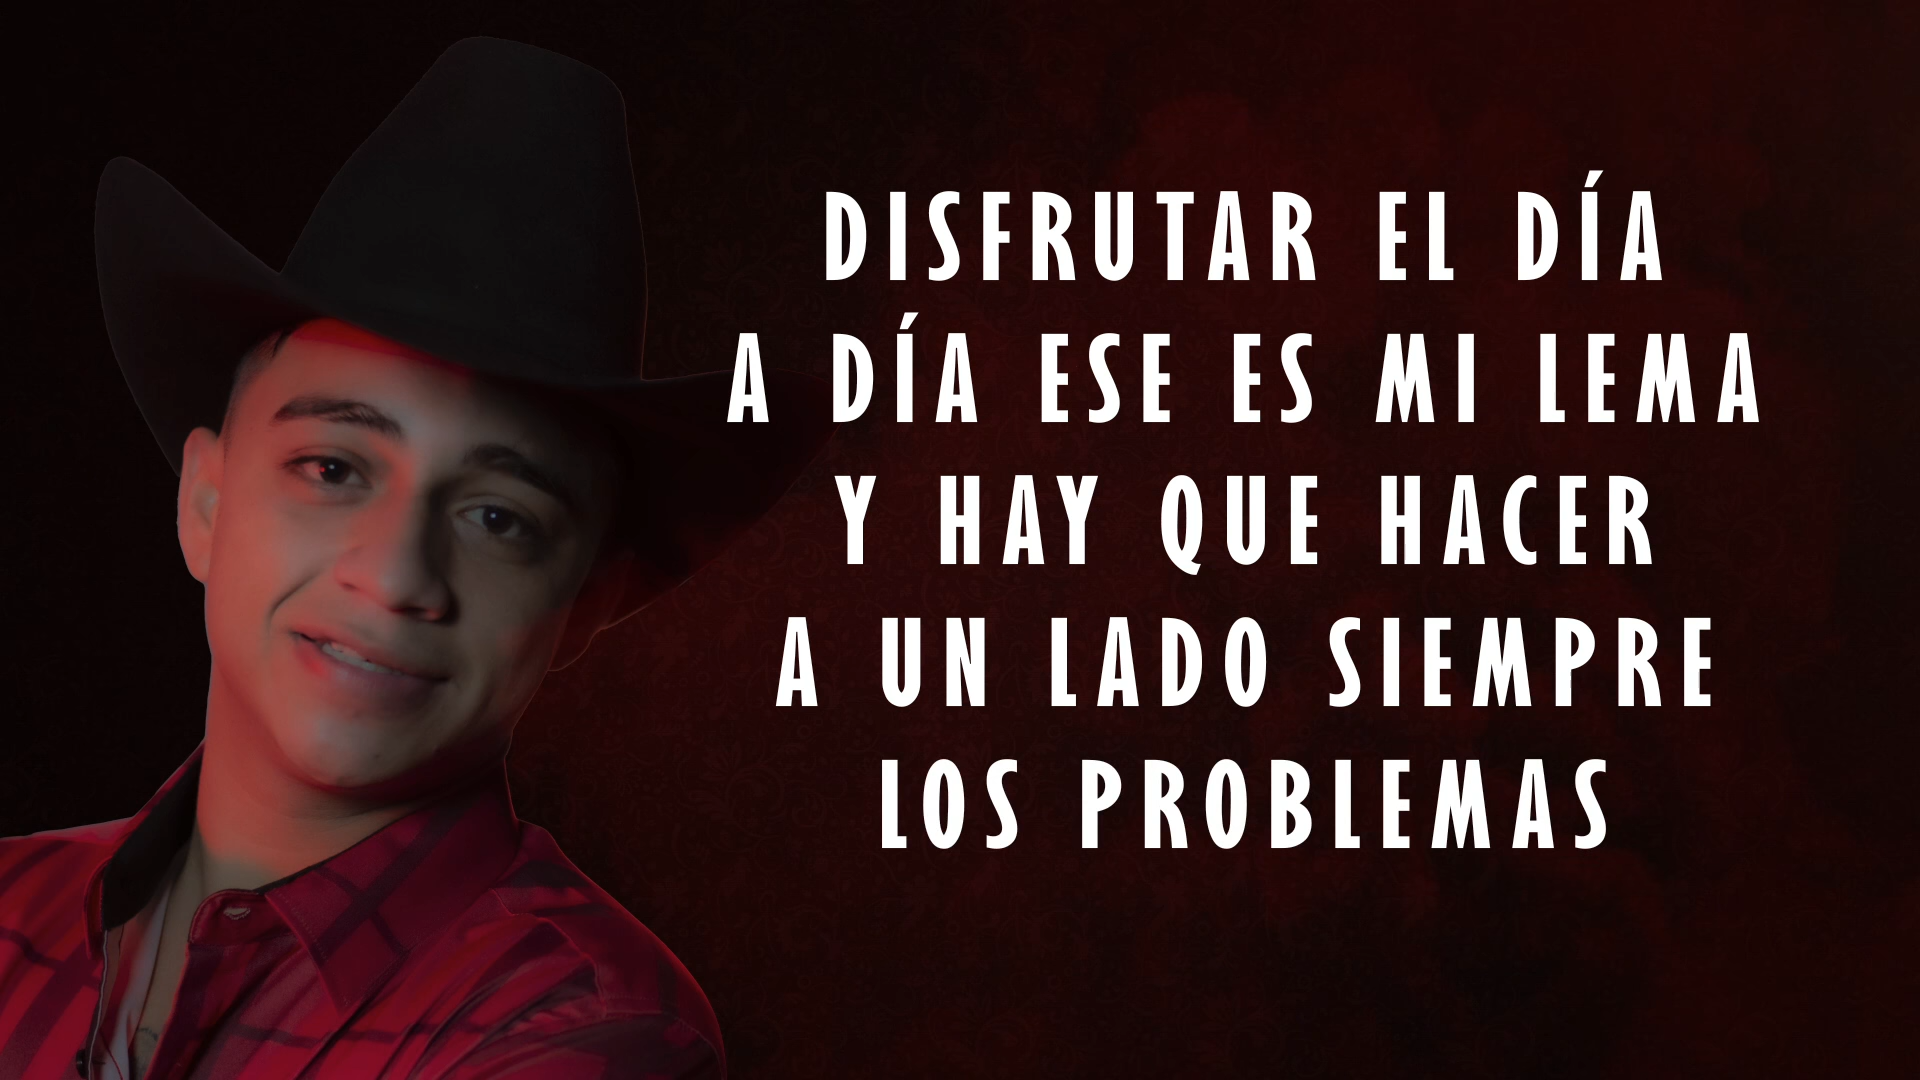 DISFRUTAR EL DÍA
A DÍA ESE ES MI LEMA
Y HAY QUE HACER
A UN LADO SIEMPRE
LOS PROBLEMAS